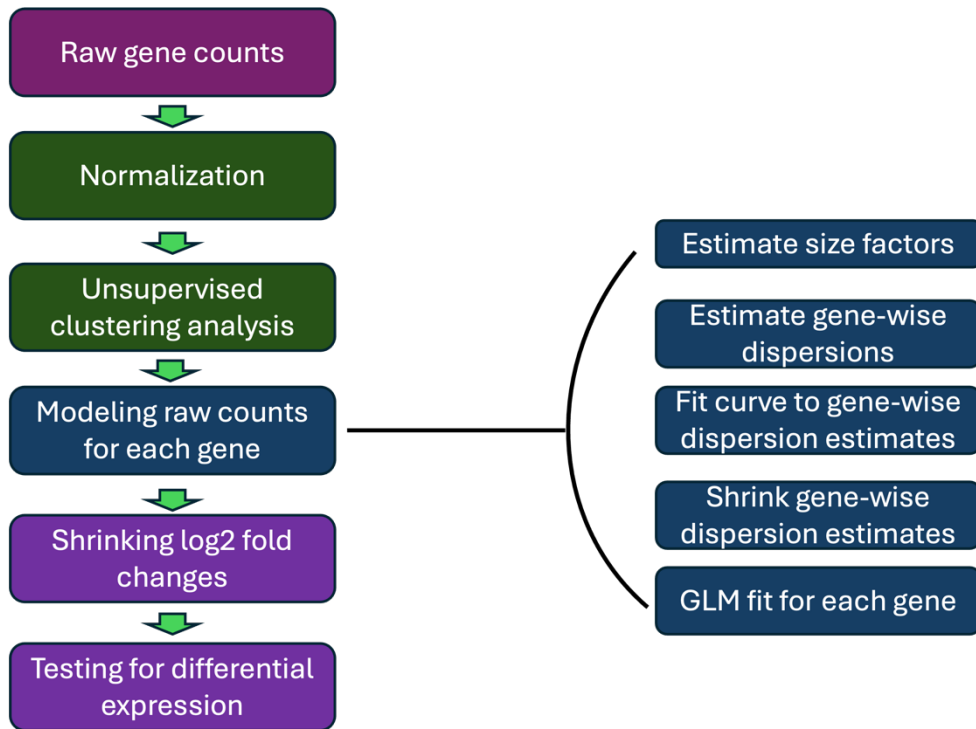 Raw gene counts
Normalization
Unsupervised
clustering analysis
Modeling raw counts
for each gene
Shrinking log2 fold
changes
Testing for differential
expression
Estimate size factors
Estimate gene-wise
dispersions
Fit curve to gene-wise
dispersion estimates
Shrink gene-wise
dispersion estimates
GLM fit for each gene